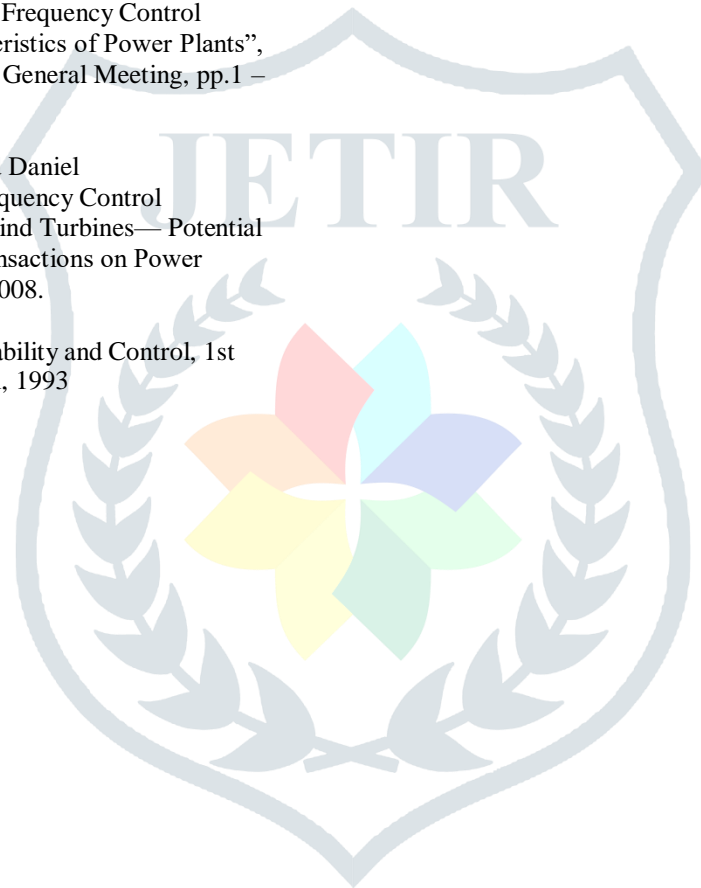 Frequency Control
eristics of Power Plants”,
General Meeting, pp.1 –
JETIR
Daniel
quency Control
ind Turbines— Potential
nsactions on Power
008.
ability and Control, 1st
, 1993